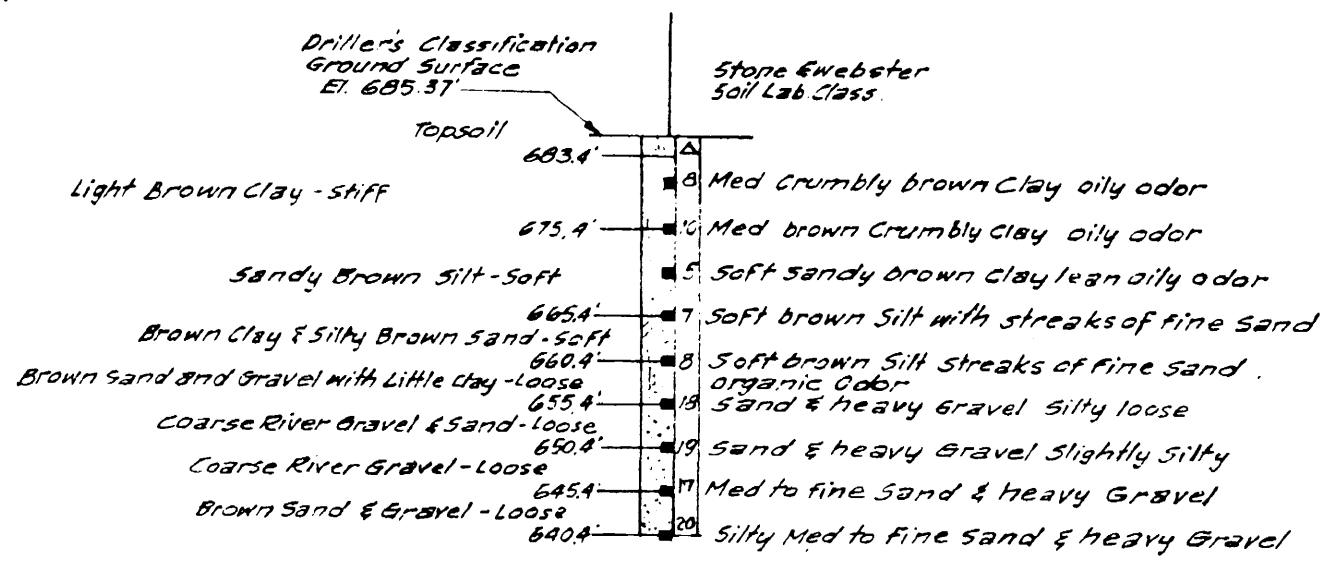 Driller's Classification
Ground Surface
El. 685.37'
Stone & Webster
Soil Lab. Class.
Topsoil
683.4'
Δ
Light Brown Clay - Stiff
8 Med Crumbly brown Clay oily odor
675.4'
10 Med brown Crumbly Clay oily odor
Sandy Brown Silt - Soft
5 Soft Sandy brown Clay lean oily odor
665.4'
7 Soft brown Silt with streaks of fine Sand
Brown Clay & Silty Brown Sand - Soft
660.4'
8 Soft brown Silt streaks of fine Sand.
organic Odor
Brown Sand and Gravel with Little Clay - Loose
655.4'
18 Sand & heavy Gravel Silty loose
Coarse River Gravel & Sand - Loose
650.4'
19 Sand & heavy Gravel Slightly Silty
Coarse River Gravel - Loose
645.4'
17 Med to fine Sand & heavy Gravel
Brown Sand & Gravel - Loose
640.4'
20 Silty Med to Fine Sand & heavy Gravel